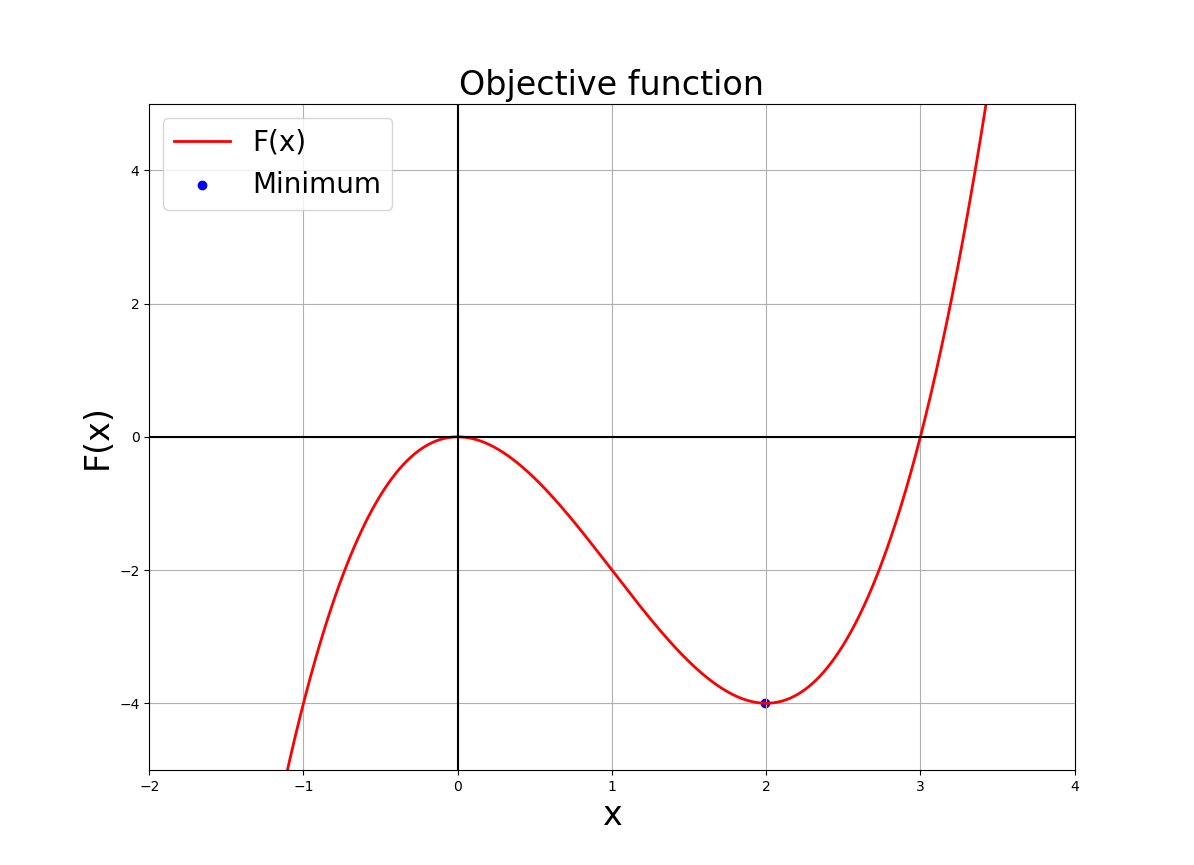 Objective function
F(x)
Minimum
4
2
0
−2
−4
F(x)
−2 −1 0 1 2 3 4
x